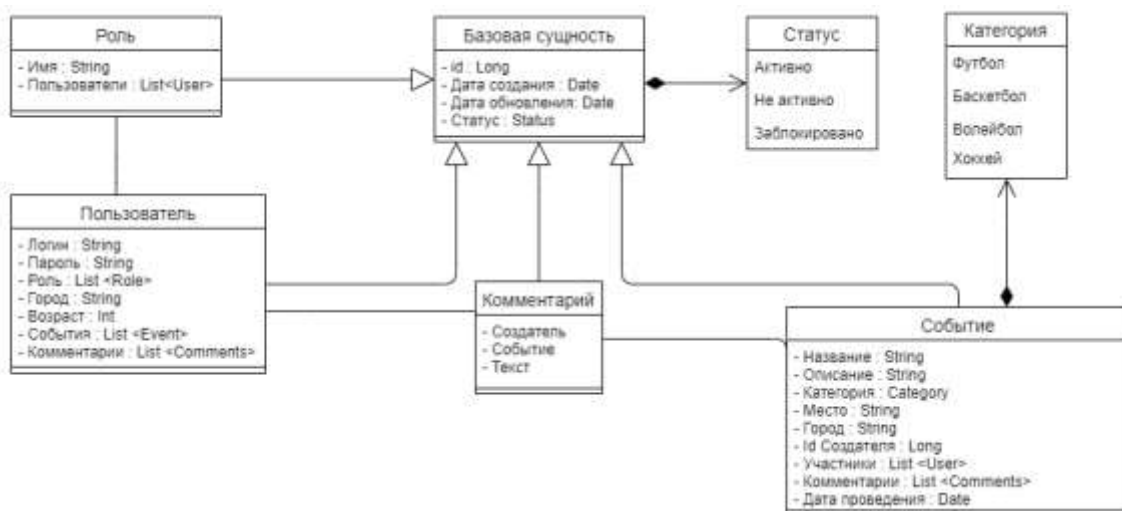 Роль
- Имя : String
- Пользователи : List<User>
Базовая сущность
- id : Long
- Дата создания : Date
- Дата обновления: Date
- Статус : Status
Статус
Активно
Не активно
Заблокировано
Категория
Футбол
Баскетбол
Волейбол
Хоккей
Пользователь
- Логин : String
- Пароль : String
- Роль : List <Role>
- Город : String
- Возраст : Int
- События : List <Event>
- Комментарии : List <Comments>
Комментарий
- Создатель
- Событие
- Текст
Событие
- Название : String
- Описание : String
- Категория : Category
- Место : String
- Город : String
- Id Создателя : Long
- Участники : List <User>
- Комментарии : List <Comments>
- Дата проведения : Date